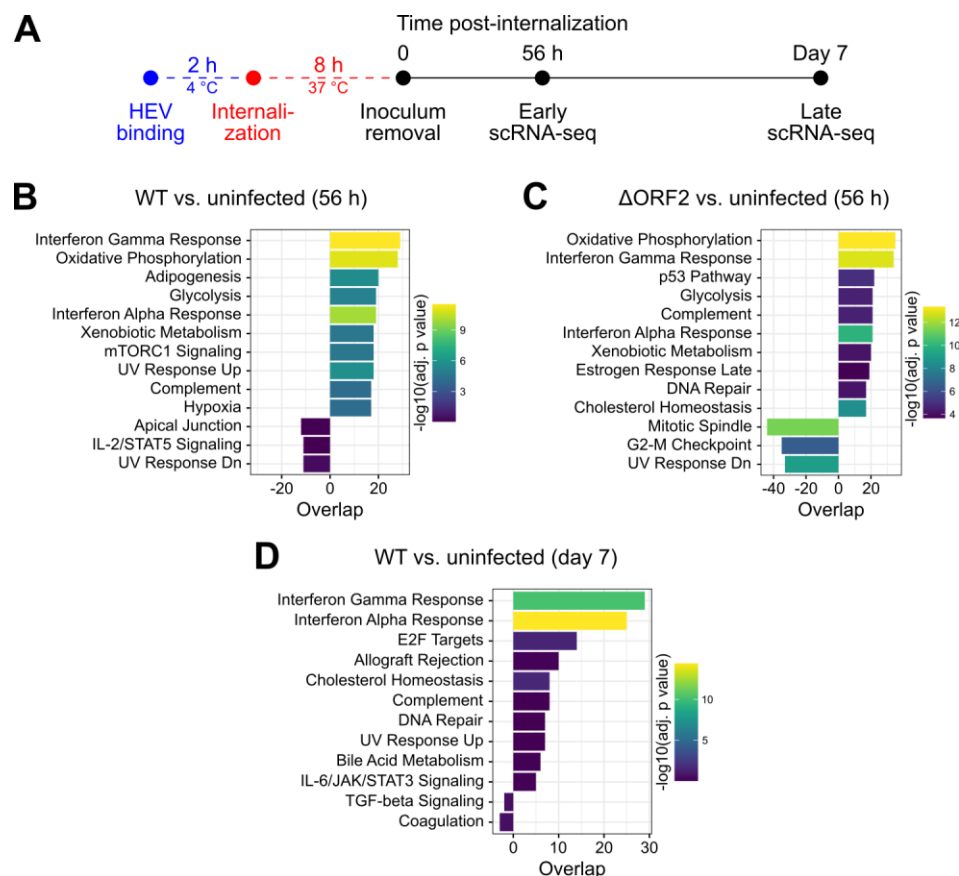 A
Time post-internalization
2 h
4 °C
8 h
37 °C
0
56 h
Day 7
HEV
binding
Internali-
zation
Inoculum
removal
Early
scRNA-seq
Late
scRNA-seq
B
WT vs. uninfected (56 h)
Interferon Gamma Response
Oxidative Phosphorylation
Adipogenesis
Glycolysis
Interferon Alpha Response
Xenobiotic Metabolism
mTORC1 Signaling
UV Response Up
Complement
Hypoxia
Apical Junction
IL-2/STAT5 Signaling
UV Response Dn
-20 0 20
Overlap
-log10(adj. p value)
9
6
3
C
ΔORF2 vs. uninfected (56 h)
Oxidative Phosphorylation
Interferon Gamma Response
p53 Pathway
Glycolysis
Complement
Interferon Alpha Response
Xenobiotic Metabolism
Estrogen Response Late
DNA Repair
Cholesterol Homeostasis
Mitotic Spindle
G2-M Checkpoint
UV Response Dn
-40 -20 0 20
Overlap
-log10(adj. p value)
12
10
8
6
4
D
WT vs. uninfected (day 7)
Interferon Gamma Response
Interferon Alpha Response
E2F Targets
Allograft Rejection
Cholesterol Homeostasis
Complement
DNA Repair
UV Response Up
Bile Acid Metabolism
IL-6/JAK/STAT3 Signaling
TGF-beta Signaling
Coagulation
0 10 20 30
Overlap
-log10(adj. p value)
10
5